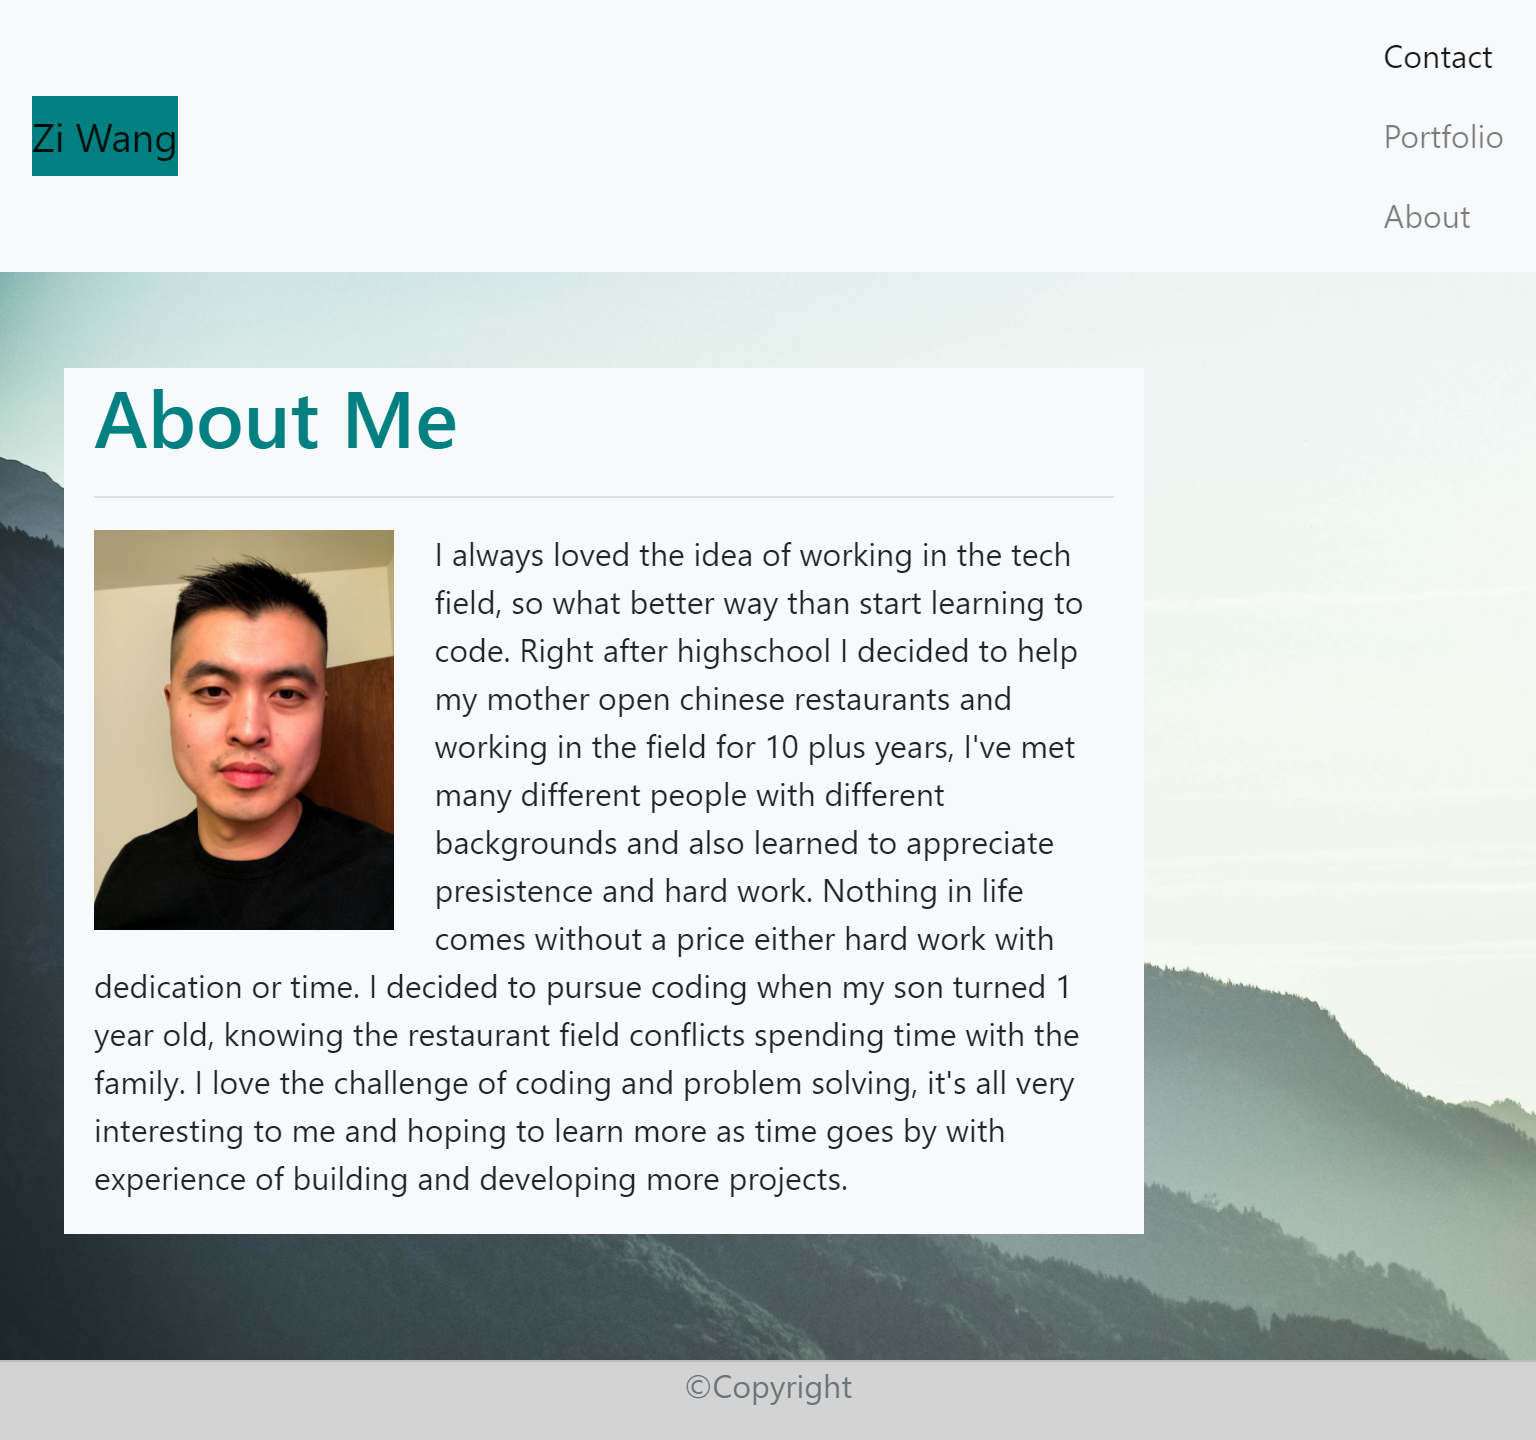 Zi Wang
Contact
Portfolio
About
About Me
I always loved the idea of working in the tech
field, so what better way than start learning to
code. Right after highschool I decided to help
my mother open chinese restaurants and
working in the field for 10 plus years, I've met
many different people with different
backgrounds and also learned to appreciate
presistence and hard work. Nothing in life
comes without a price either hard work with
dedication or time. I decided to pursue coding when my son turned 1
year old, knowing the restaurant field conflicts spending time with the
family. I love the challenge of coding and problem solving, it's all very
interesting to me and hoping to learn more as time goes by with
experience of building and developing more projects.
©Copyright